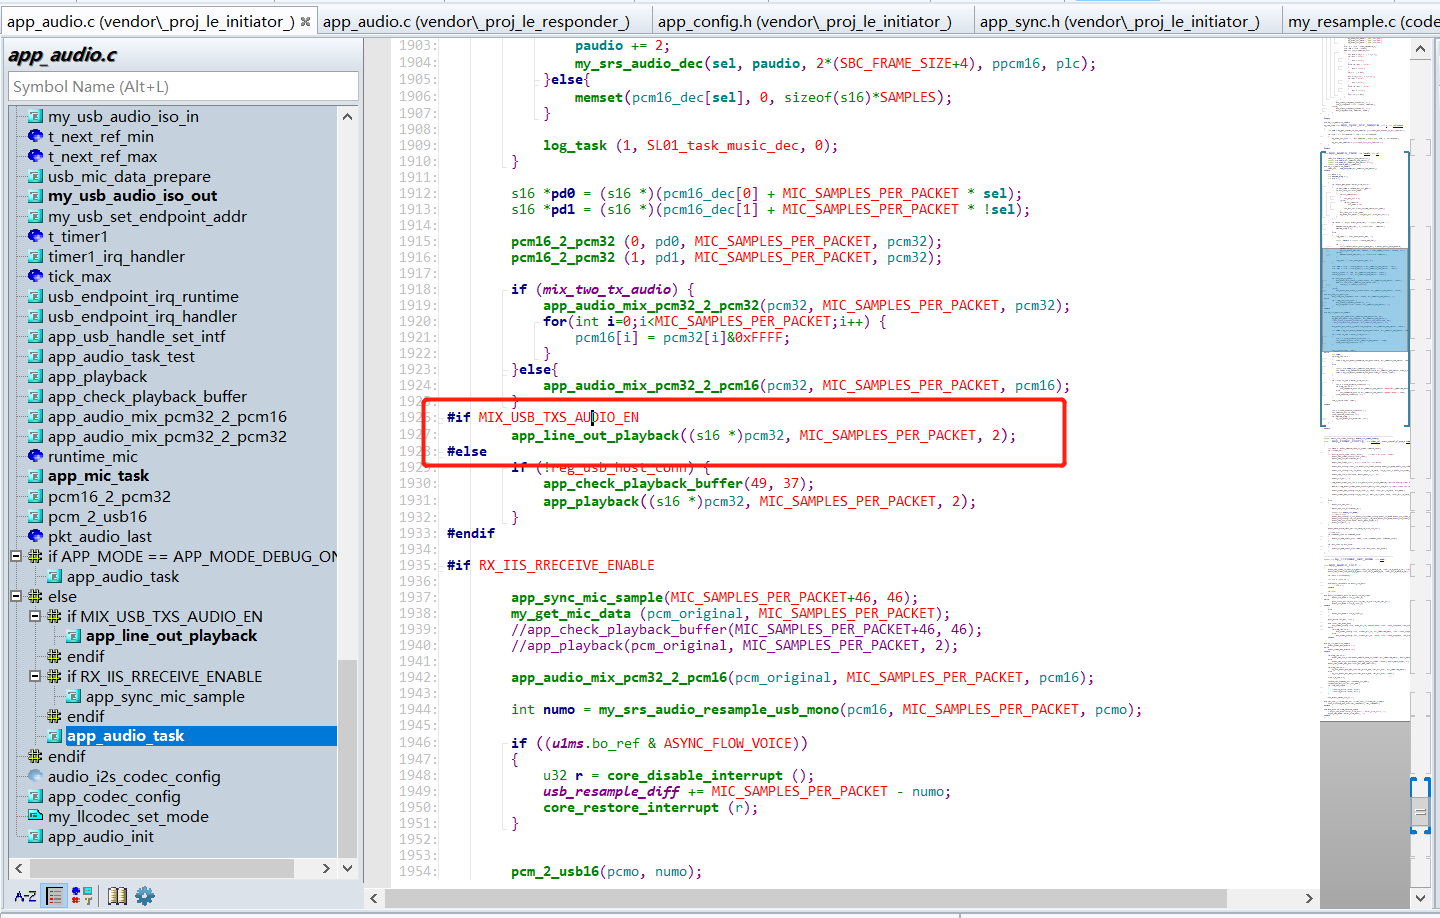 app_audio.c (vendor\_proj_le_initiator_)
app_audio.c (vendor\_proj_le_responder_)
app_config.h (vendor\_proj_le_initiator_)
app_sync.h (vendor\_proj_le_initiator_)
my_resample.c (code
app_audio.c
Symbol Name (Alt+L)
my_usb_audio_iso_in
t_next_ref_min
t_next_ref_max
usb_mic_data_prepare
my_usb_audio_iso_out
my_usb_set_endpoint_addr
t_timer1
timer1_irq_handler
tick_max
usb_endpoint_irq_runtime
usb_endpoint_irq_handler
app_usb_handle_set_intf
app_audio_task_test
app_playback
app_check_playback_buffer
app_audio_mix_pcm32_2_pcm16
app_audio_mix_pcm32_2_pcm32
runtime_mic
app_mic_task
pcm16_2_pcm32
pcm_2_usb16
pkt_audio_last
if APP_MODE == APP_MODE_DEBUG_ON
app_audio_task
else
if MIX_USB_TXS_AUDIO_EN
app_line_out_playback
endif
if RX_IIS_RRECEIVE_ENABLE
app_sync_mic_sample
endif
app_audio_task
endif
audio_i2s_codec_config
app_codec_config
my_llcodec_set_mode
app_audio_init
A-Z
1903: paudio += 2;
1904: my_srs_audio_dec(sel, paudio, 2*(SBC_FRAME_SIZE+4), ppcm16, plc);
1905: }else{
1906: memset(pcm16_dec[sel], 0, sizeof(s16)*SAMPLES);
1907: }
1908:
1909: log_task (1, SL01_task_music_dec, 0);
1910: }
1911:
1912: s16 *pd0 = (s16 *)(pcm16_dec[0] + MIC_SAMPLES_PER_PACKET * sel);
1913: s16 *pd1 = (s16 *)(pcm16_dec[1] + MIC_SAMPLES_PER_PACKET * !sel);
1914:
1915: pcm16_2_pcm32 (0, pd0, MIC_SAMPLES_PER_PACKET, pcm32);
1916: pcm16_2_pcm32 (1, pd1, MIC_SAMPLES_PER_PACKET, pcm32);
1917:
1918: if (mix_two_tx_audio) {
1919: app_audio_mix_pcm32_2_pcm32(pcm32, MIC_SAMPLES_PER_PACKET, pcm32);
1920: for(int i=0;i<MIC_SAMPLES_PER_PACKET;i++) {
1921: pcm16[i] = pcm32[i]&0xFFFF;
1922: }
1923: }else{
1924: app_audio_mix_pcm32_2_pcm16(pcm32, MIC_SAMPLES_PER_PACKET, pcm16);
1925: }
1926: #if MIX_USB_TXS_AUDIO_EN
1927: app_line_out_playback((s16 *)pcm32, MIC_SAMPLES_PER_PACKET, 2);
1928: #else
1929: if (!reg_usb_host_conn) {
1930: app_check_playback_buffer(49, 37);
1931: app_playback((s16 *)pcm32, MIC_SAMPLES_PER_PACKET, 2);
1932: }
1933: #endif
1934:
1935: #if RX_IIS_RRECEIVE_ENABLE
1936:
1937: app_sync_mic_sample(MIC_SAMPLES_PER_PACKET+46, 46);
1938: my_get_mic_data (pcm_original, MIC_SAMPLES_PER_PACKET);
1939: //app_check_playback_buffer(MIC_SAMPLES_PER_PACKET+46, 46);
1940: //app_playback(pcm_original, MIC_SAMPLES_PER_PACKET, 2);
1941:
1942: app_audio_mix_pcm32_2_pcm16(pcm_original, MIC_SAMPLES_PER_PACKET, pcm16);
1943:
1944: int numo = my_srs_audio_resample_usb_mono(pcm16, MIC_SAMPLES_PER_PACKET, pcmo);
1945:
1946: if ((u1ms.bo_ref & ASYNC_FLOW_VOICE))
1947: {
1948: u32 r = core_disable_interrupt ();
1949: usb_resample_diff += MIC_SAMPLES_PER_PACKET - numo;
1950: core_restore_interrupt (r);
1951: }
1952:
1953:
1954: pcm_2_usb16(pcmo, numo);